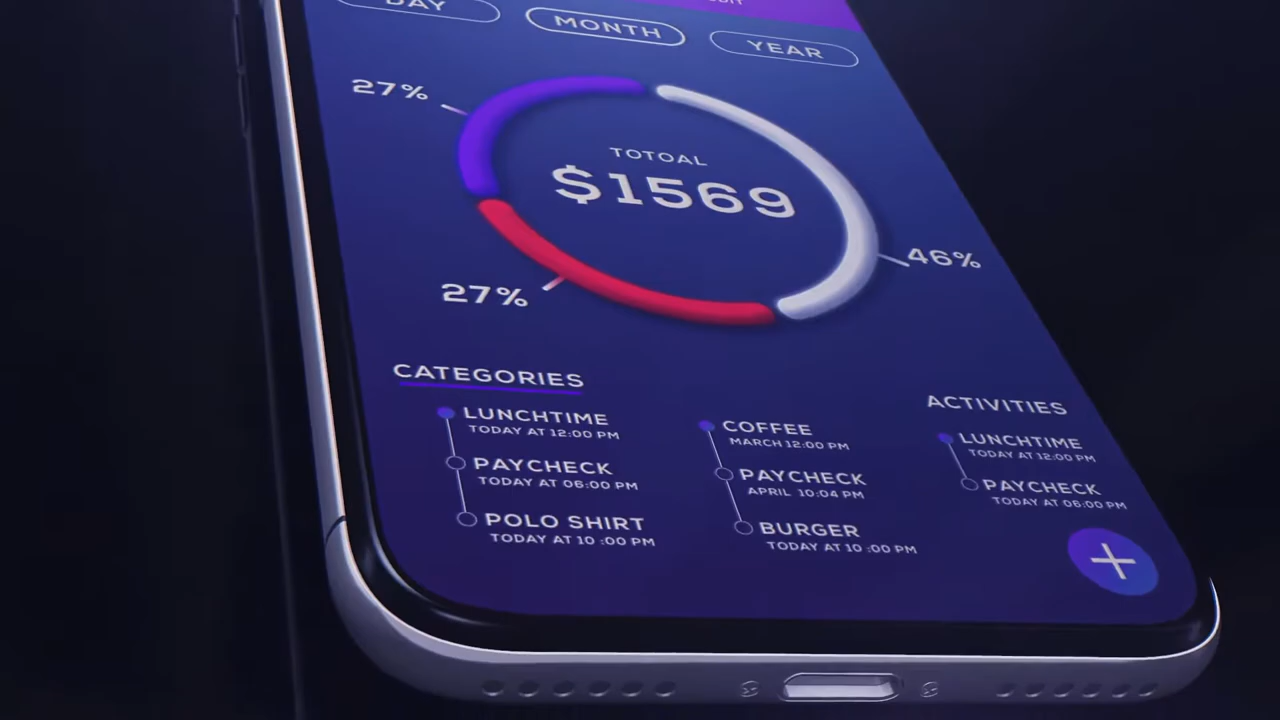 DAY
MONTH
YEAR
27%
TOTOAL
$1569
46%
27%
CATEGORIES
LUNCHTIME
TODAY AT 12:00 PM
PAYCHECK
TODAY AT 06:00 PM
POLO SHIRT
TODAY AT 10 :00 PM
COFFEE
MARCH 12:00 PM
PAYCHECK
APRIL 10:04 PM
BURGER
TODAY AT 10 :00 PM
ACTIVITIES
LUNCHTIME
TODAY AT 12:00 PM
PAYCHECK
TODAY AT 06:00 PM